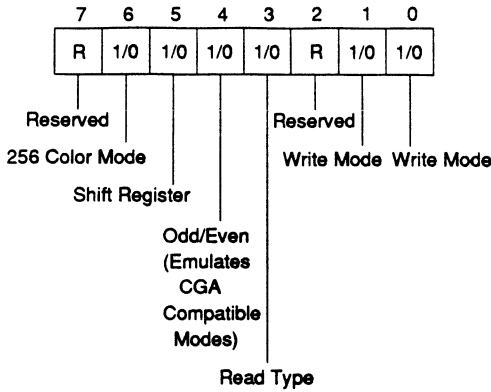 7 6 5 4 3 2 1 0
R 1/0 1/0 1/0 1/0 R 1/0 1/0
Reserved Reserved
256 Color Mode Write Mode Write Mode
Shift Register
Odd/Even
(Emulates
CGA
Compatible
Modes)
Read Type